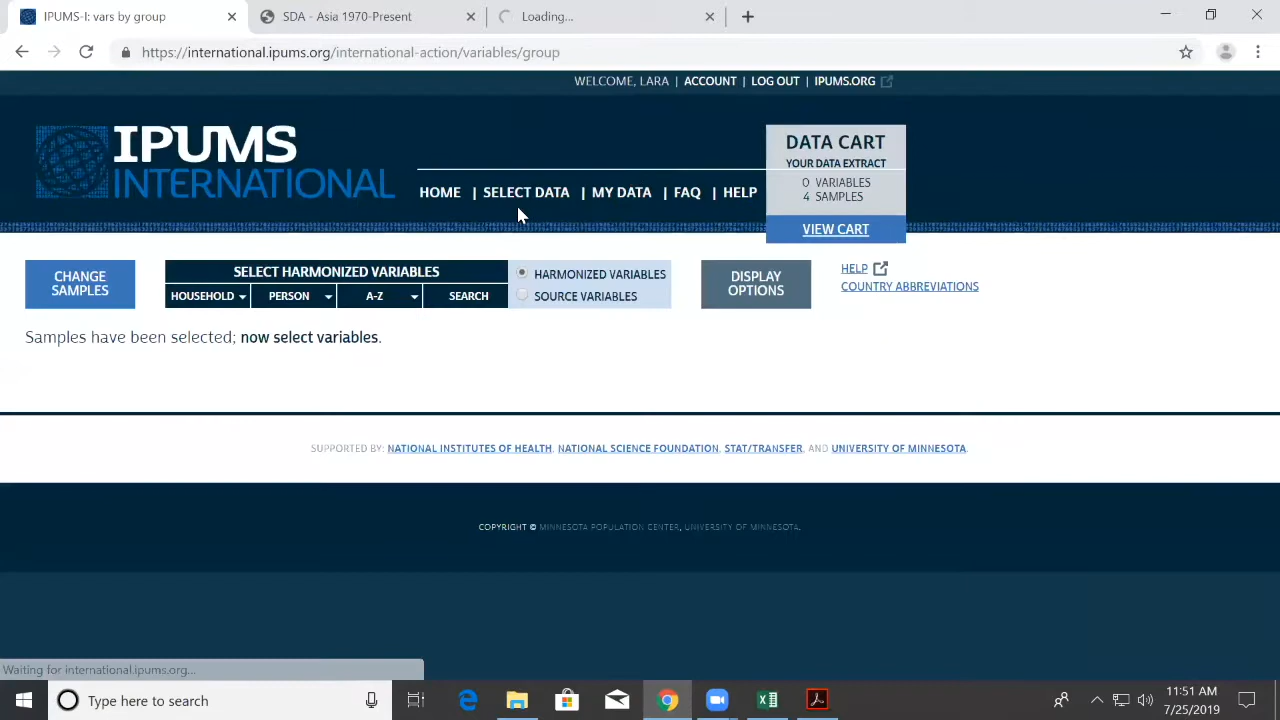 IPUMS-I: vars by group
SDA - Asia 1970-Present
Loading...
https://international.ipums.org/international-action/variables/group
WELCOME, LARA | ACCOUNT | LOG OUT | IPUMS.ORG
IPUMS
INTERNATIONAL
HOME | SELECT DATA | MY DATA | FAQ | HELP
DATA CART
YOUR DATA EXTRACT
0 VARIABLES
4 SAMPLES
VIEW CART
CHANGE
SAMPLES
SELECT HARMONIZED VARIABLES
HOUSEHOLD PERSON A-Z SEARCH
HARMONIZED VARIABLES
SOURCE VARIABLES
DISPLAY
OPTIONS
HELP
COUNTRY ABBREVIATIONS
Samples have been selected; now select variables.
SUPPORTED BY: NATIONAL INSTITUTES OF HEALTH, NATIONAL SCIENCE FOUNDATION, STAT/TRANSFER, AND UNIVERSITY OF MINNESOTA.
COPYRIGHT © MINNESOTA POPULATION CENTER, UNIVERSITY OF MINNESOTA.
Waiting for international.ipums.org...
Type here to search
11:51 AM
7/25/2019